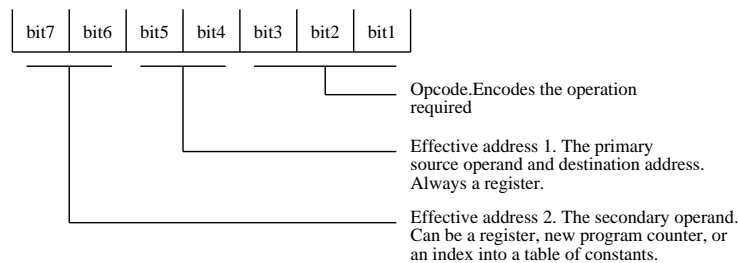 bit7 bit6 bit5 bit4 bit3 bit2 bit1
Opcode.Encodes the operation
required
Effective address 1. The primary
source operand and destination address.
Always a register.
Effective address 2. The secondary operand.
Can be a register, new program counter, or
an index into a table of constants.